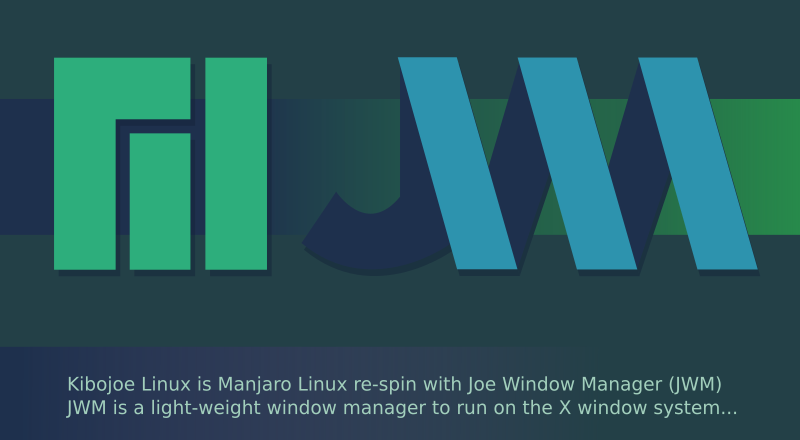 JWM
Kibojoe Linux is Manjaro Linux re-spin with Joe Window Manager (JWM)
JWM is a light-weight window manager to run on the X window system...